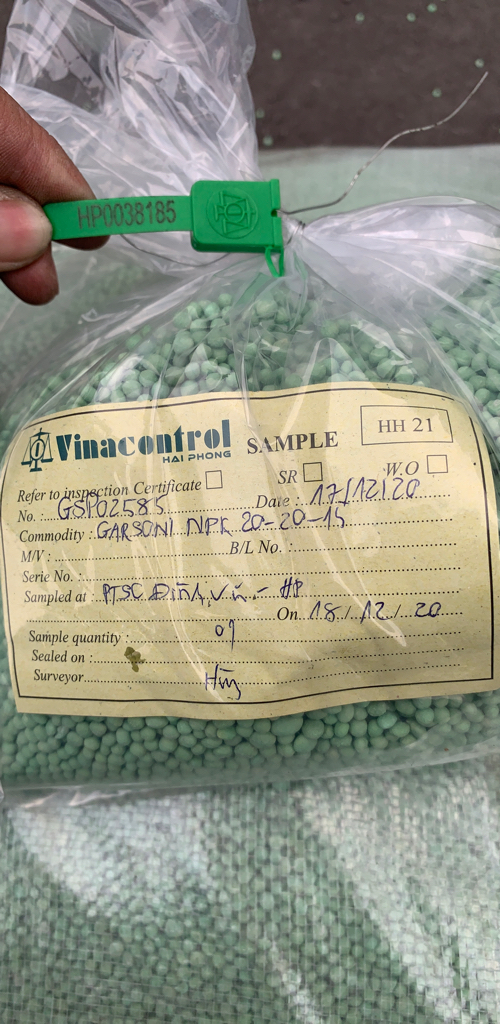 HP0038185
Vinacontrol
HAI PHONG
SAMPLE
HH 21
Refer to inspection Certificate SR W.O
No. : GSP02585 Date : 17/12/20
Commodity : GARSONI NPK 20-20-15
M/V : B/L No. :
Serie No. :
Sampled at : PTSC Đình Vũ - HP
On 18/12/20
Sample quantity : 01
Sealed on :
Surveyor